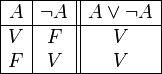 A ¬A A ∨ ¬A
V F V
F V V